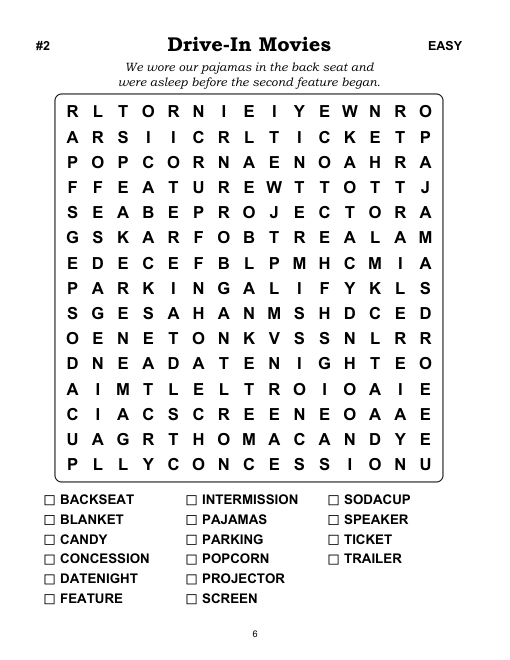 #2 Drive-In Movies EASY
We wore our pajamas in the back seat and
were asleep before the second feature began.
R L T O R N I E I Y E W N R O
A R S I I C R L T I C K E T P
P O P C O R N A E N O A H R A
F F E A T U R E W T T O T T J
S E A B E P R O J E C T O R A
G S K A R F O B T R E A L A M
E D E C E F B L P M H C M I A
P A R K I N G A L I F Y K L S
S G E S A H A N M S H D C E D
O E N E T O N K V S S N L R R
D N E A D A T E N I G H T E O
A I M T L E L T R O I O A I E
C I A C S C R E E N E O A A E
U A G R T H O M A C A N D Y E
P L L Y C O N C E S S I O N U
□ BACKSEAT □ INTERMISSION □ SODACUP
□ BLANKET □ PAJAMAS □ SPEAKER
□ CANDY □ PARKING □ TICKET
□ CONCESSION □ POPCORN □ TRAILER
□ DATENIGHT □ PROJECTOR
□ FEATURE □ SCREEN
6